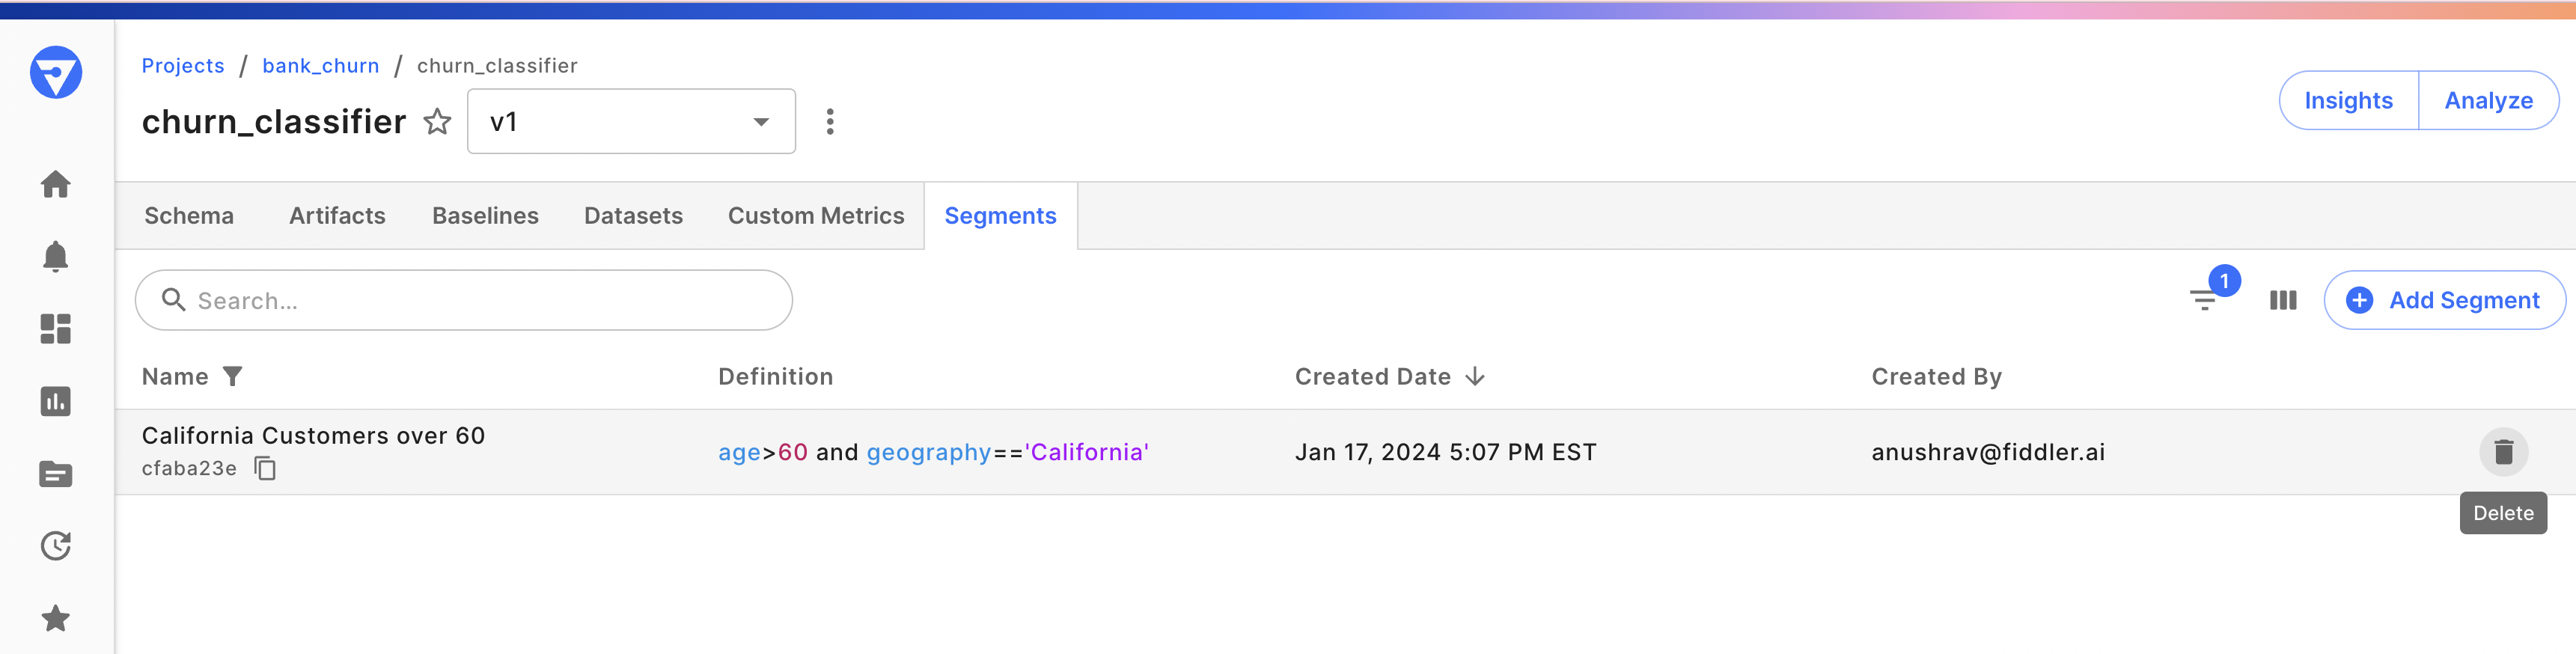 Projects / bank_churn / churn_classifier
churn_classifier v1
Insights Analyze
Schema Artifacts Baselines Datasets Custom Metrics Segments
Search...
1
Add Segment
Name Definition Created Date Created By
California Customers over 60
cfaba23e
age>60 and geography=='California'
Jan 17, 2024 5:07 PM EST
anushrav@fiddler.ai
Delete